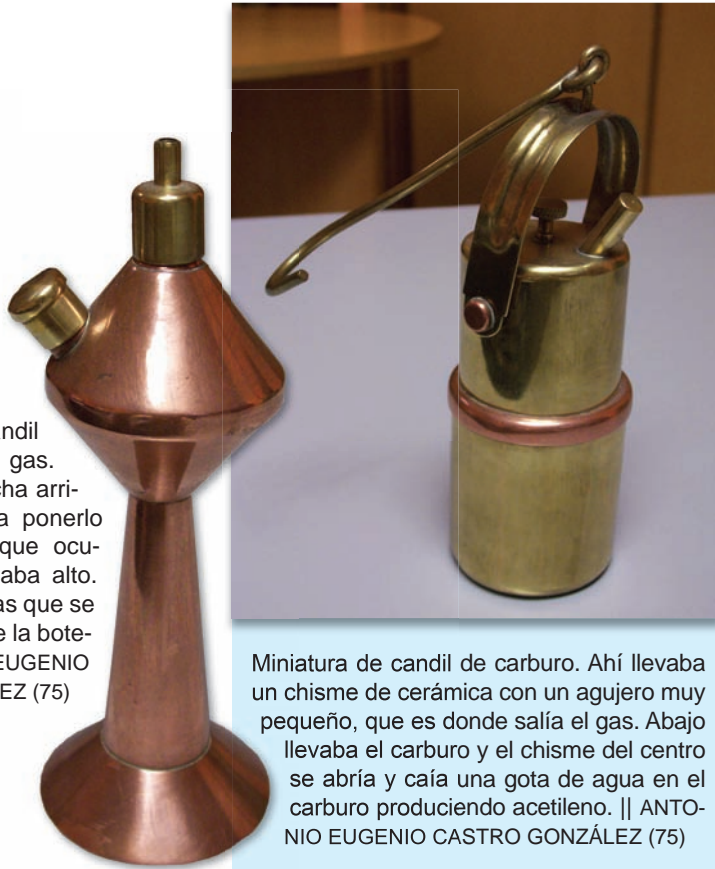 ndil
gas.
cha arri-
a ponerlo
que ocu-
aba alto.
as que se
e la bote-
EUGENIO
EZ (75)
Miniatura de candil de carburo. Ahí llevaba
un chisme de cerámica con un agujero muy
pequeño, que es donde salía el gas. Abajo
llevaba el carburo y el chisme del centro
se abría y caía una gota de agua en el
carburo produciendo acetileno. || ANTO-
NIO EUGENIO CASTRO GONZÁLEZ (75)